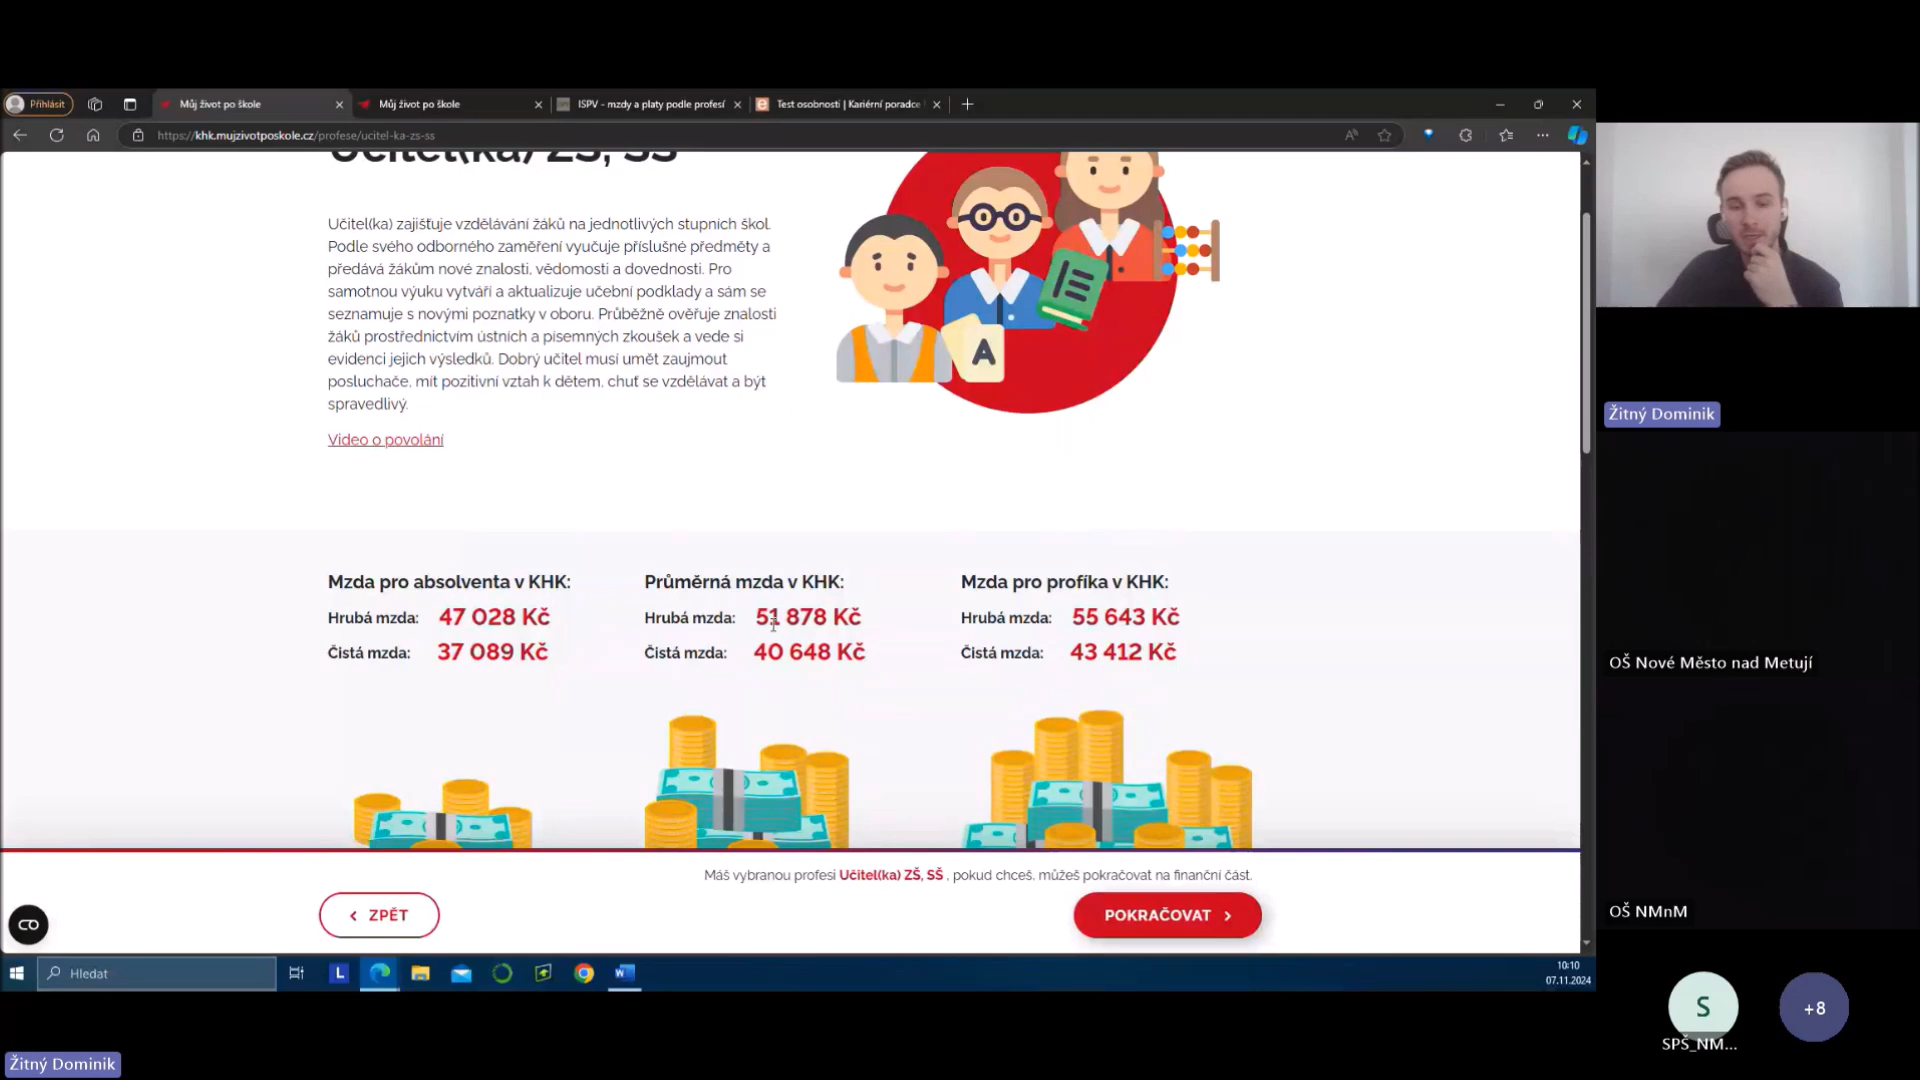 Přihlásit
Můj život po škole
Můj život po škole
ISPV - mzdy a platy podle profesí
Test osobnosti | Kariérní poradce
https://khk.mujzivotposkole.cz/profese/ucitel-ka-zs-ss
Učitel(ka) ZŠ, SŠ
Učitel(ka) zajišťuje vzdělávání žáků na jednotlivých stupních škol.
Podle svého odborného zaměření vyučuje příslušné předměty a
předává žákům nové znalosti, vědomosti a dovednosti. Pro
samotnou výuku vytváří a aktualizuje učební podklady a sám se
seznamuje s novými poznatky v oboru. Průběžně ověřuje znalosti
žáků prostřednictvím ústních a písemných zkoušek a vede si
evidenci jejich výsledků. Dobrý učitel musí umět zaujmout
posluchače, mít pozitivní vztah k dětem, chuť se vzdělávat a být
spravedlivý.
Video o povolání
A
Mzda pro absolventa v KHK:
Hrubá mzda: 47 028 Kč
Čistá mzda: 37 089 Kč
Průměrná mzda v KHK:
Hrubá mzda: 51 878 Kč
Čistá mzda: 40 648 Kč
Mzda pro profíka v KHK:
Hrubá mzda: 55 643 Kč
Čistá mzda: 43 412 Kč
Máš vybranou profesi Učitel(ka) ZŠ, SŠ , pokud chceš, můžeš pokračovat na finanční část.
ZPĚT
POKRAČOVAT
Hledat
L
10:10
07.11.2024
Žitný Dominik
OŠ Nové Město nad Metují
OŠ NMnM
S
SPŠ_NM...
+8
Žitný Dominik